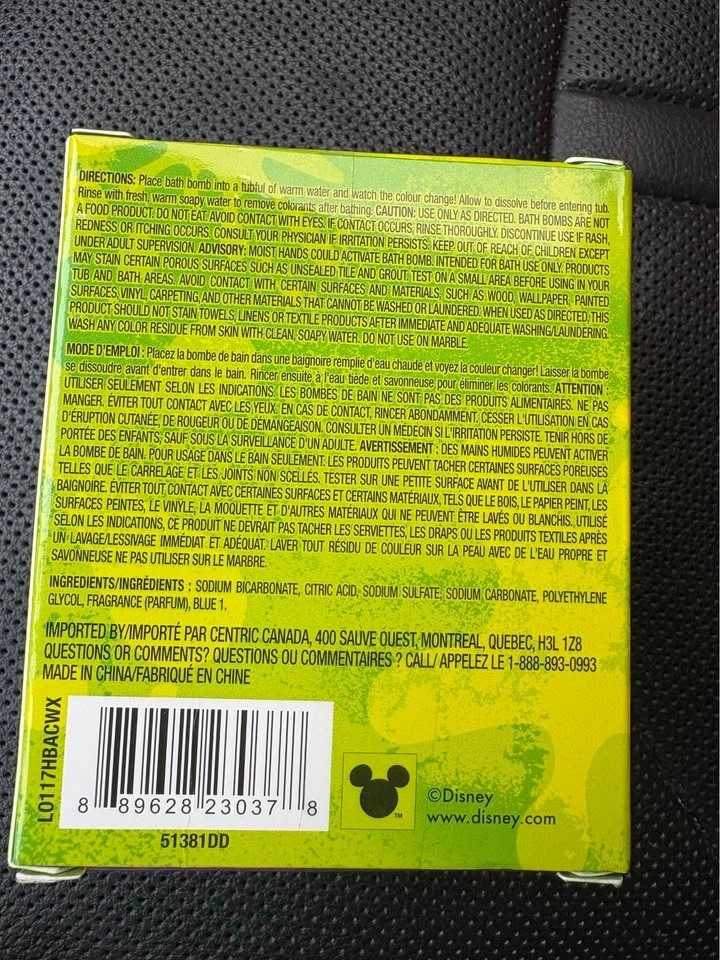 DIRECTIONS: Place bath bomb into a tubful of warm water and watch the colour change! Allow to dissolve before entering tub.
Rinse with fresh, warm soapy water to remove colorants after bathing. CAUTION: USE ONLY AS DIRECTED. BATH BOMBS ARE NOT
A FOOD PRODUCT. DO NOT EAT. AVOID CONTACT WITH EYES. IF CONTACT OCCURS, RINSE THOROUGHLY. DISCONTINUE USE IF RASH,
REDNESS OR ITCHING OCCURS. CONSULT YOUR PHYSICIAN IF IRRITATION PERSISTS. KEEP OUT OF REACH OF CHILDREN EXCEPT
UNDER ADULT SUPERVISION. ADVISORY: MOIST HANDS COULD ACTIVATE BATH BOMB. INTENDED FOR BATH USE ONLY. PRODUCTS
MAY STAIN CERTAIN POROUS SURFACES SUCH AS UNSEALED TILE AND GROUT. TEST ON A SMALL AREA BEFORE USING IN YOUR
TUB AND BATH AREAS. AVOID CONTACT WITH CERTAIN SURFACES AND MATERIALS, SUCH AS WOOD, WALLPAPER, PAINTED
SURFACES, VINYL, CARPETING, AND OTHER MATERIALS THAT CANNOT BE WASHED OR LAUNDERED. WHEN USED AS DIRECTED, THIS
PRODUCT SHOULD NOT STAIN TOWELS, LINENS OR TEXTILE PRODUCTS AFTER IMMEDIATE AND ADEQUATE WASHING/LAUNDERING.
WASH ANY COLOR RESIDUE FROM SKIN WITH CLEAN, SOAPY WATER. DO NOT USE ON MARBLE.
MODE D'EMPLOI : Placez la bombe de bain dans une baignoire remplie d'eau chaude et voyez la couleur changer! Laisser la bombe
se dissoudre avant d'entrer dans le bain. Rincer ensuite à l'eau tiède et savonneuse pour éliminer les colorants. ATTENTION :
UTILISER SEULEMENT SELON LES INDICATIONS. LES BOMBES DE BAIN NE SONT PAS DES PRODUITS ALIMENTAIRES. NE PAS
MANGER. ÉVITER TOUT CONTACT AVEC LES YEUX. EN CAS DE CONTACT, RINCER ABONDAMMENT. CESSER L'UTILISATION EN CAS
D'ÉRUPTION CUTANÉE, DE ROUGEUR OU DE DÉMANGEAISON. CONSULTER UN MÉDECIN SI L'IRRITATION PERSISTE. TENIR HORS DE
PORTÉE DES ENFANTS, SAUF SOUS LA SURVEILLANCE D'UN ADULTE. AVERTISSEMENT : DES MAINS HUMIDES PEUVENT ACTIVER
LA BOMBE DE BAIN. POUR USAGE DANS LE BAIN SEULEMENT. LES PRODUITS PEUVENT TACHER CERTAINES SURFACES POREUSES
TELLES QUE LE CARRELAGE ET LES JOINTS NON SCELLÉS. TESTER SUR UNE PETITE SURFACE AVANT DE L'UTILISER DANS LA
BAIGNOIRE. ÉVITER TOUT CONTACT AVEC CERTAINES SURFACES ET CERTAINS MATÉRIAUX, TELS QUE LE BOIS, LE PAPIER PEINT, LES
SURFACES PEINTES, LE VINYLE, LA MOQUETTE ET D'AUTRES MATÉRIAUX QUI NE PEUVENT ÊTRE LAVÉS OU BLANCHIS. UTILISÉ
SELON LES INDICATIONS, CE PRODUIT NE DEVRAIT PAS TACHER LES SERVIETTES, LES DRAPS OU LES PRODUITS TEXTILES APRÈS
UN LAVAGE/LESSIVAGE IMMÉDIAT ET ADÉQUAT. LAVER TOUT RÉSIDU DE COULEUR SUR LA PEAU AVEC DE L'EAU PROPRE ET
SAVONNEUSE NE PAS UTILISER SUR LE MARBRE.
INGREDIENTS/INGRÉDIENTS : SODIUM BICARBONATE, CITRIC ACID, SODIUM SULFATE, SODIUM CARBONATE, POLYETHYLENE
GLYCOL, FRAGRANCE (PARFUM), BLUE 1.
IMPORTED BY/IMPORTÉ PAR CENTRIC CANADA, 400 SAUVE OUEST, MONTREAL, QUEBEC, H3L 1Z8
QUESTIONS OR COMMENTS? QUESTIONS OU COMMENTAIRES ? CALL/ APPELEZ LE 1-888-893-0993
MADE IN CHINA/FABRIQUÉ EN CHINE
L0117HBACWX
8 89628 23037 8
51381DD
TM
©Disney
www.disney.com